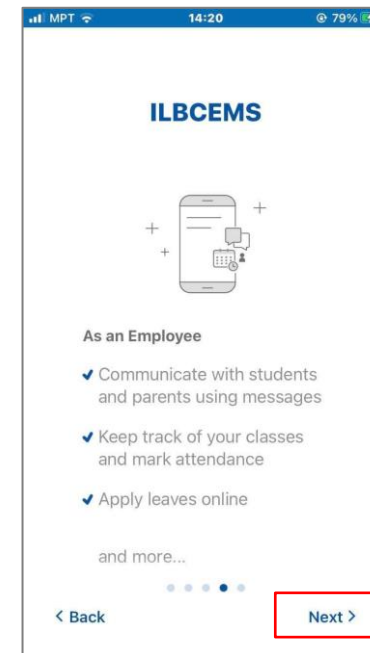 MPT 14:20 79%
ILBCEMS
As an Employee
Communicate with students
and parents using messages
Keep track of your classes
and mark attendance
Apply leaves online
and more...
< Back Next >